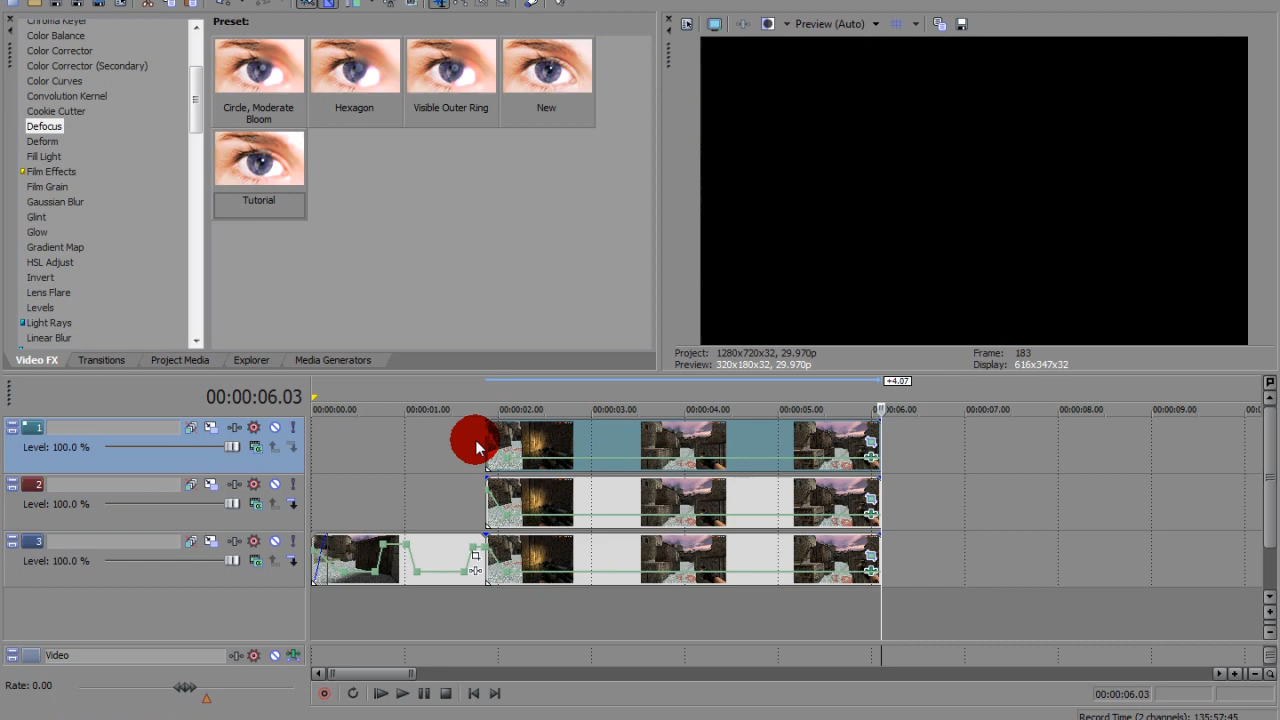 Preset:
Preview (Auto)
Chroma Keyer
Color Balance
Color Corrector
Color Corrector (Secondary)
Color Curves
Convolution Kernel
Cookie Cutter
Defocus
Deform
Fill Light
Film Effects
Film Grain
Gaussian Blur
Glint
Glow
Gradient Map
HSL Adjust
Invert
Lens Flare
Levels
Light Rays
Linear Blur
Circle, Moderate
Bloom
Hexagon
Visible Outer Ring
New
Tutorial
Video FX
Transitions
Project Media
Explorer
Media Generators
Project: 1280x720x32, 29.970p
Preview: 320x180x32, 29.970p
Frame: 183
Display: 616x347x32
+4.07
00:00:06.03
00:00:00.00
00:00:01.00
00:00:02.00
00:00:03.00
00:00:04.00
00:00:05.00
00:00:06.00
00:00:07.00
00:00:08.00
00:00:09.00
1
Level: 100.0 %
2
Level: 100.0 %
3
Level: 100.0 %
Video
Rate: 0.00
00:00:06.03
Record Time (2 channels): 135:57:45